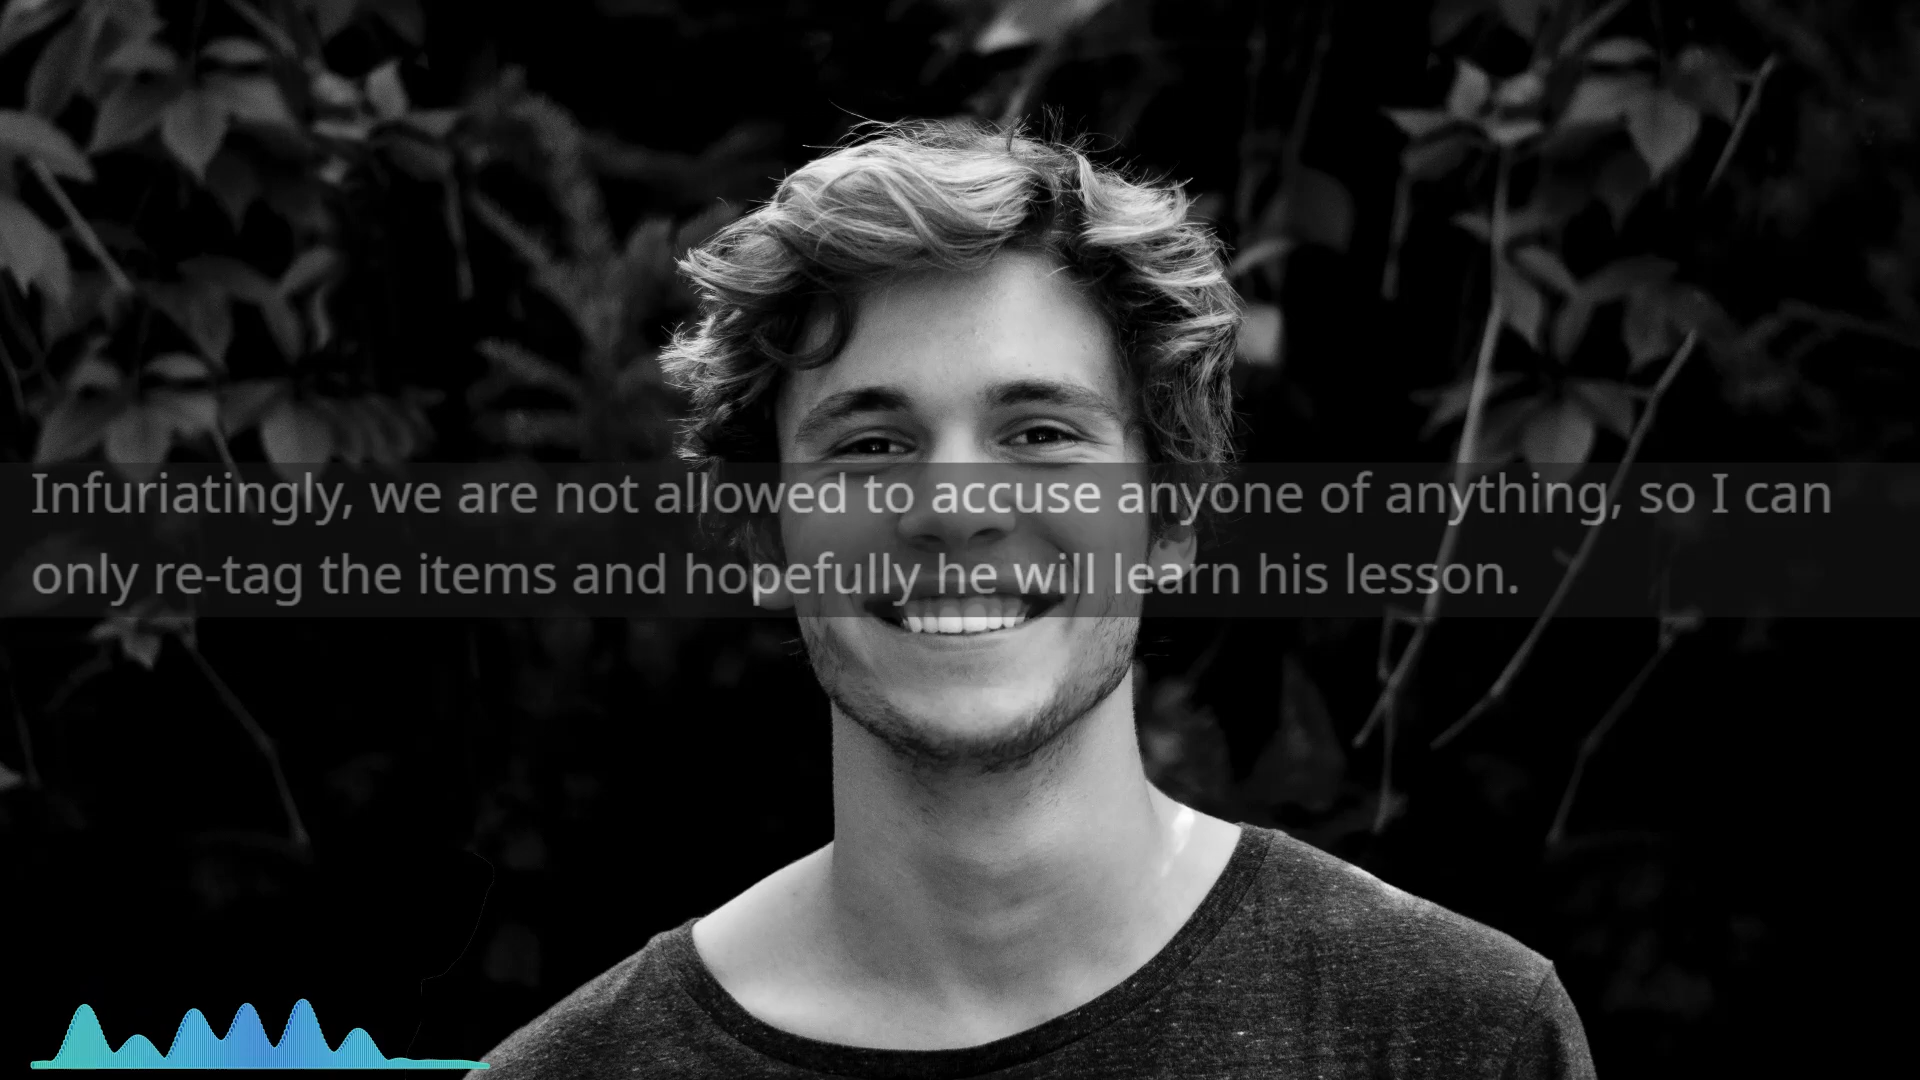 Infuriatingly, we are not allowed to accuse anyone of anything, so I can
only re-tag the items and hopefully he will learn his lesson.